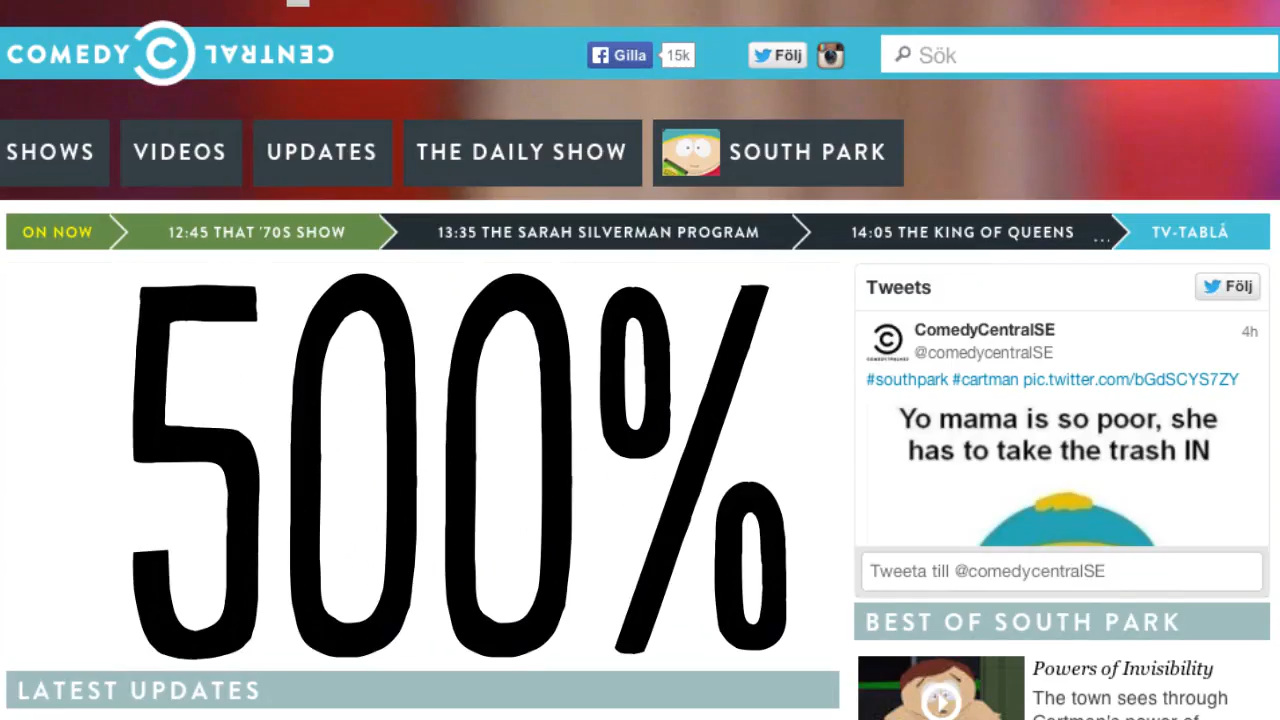 COMEDY CENTRAL
Gilla 15k
Följ
Sök
SHOWS VIDEOS UPDATES THE DAILY SHOW SOUTH PARK
ON NOW 12:45 THAT '70S SHOW 13:35 THE SARAH SILVERMAN PROGRAM 14:05 THE KING OF QUEENS ... TV-TABLÅ
500%
Tweets Följ
ComedyCentralSE 4h
@comedycentralSE
#southpark #cartman pic.twitter.com/bGdSCYS7ZY
Yo mama is so poor, she
has to take the trash IN
Tweeta till @comedycentralSE
BEST OF SOUTH PARK
LATEST UPDATES
Powers of Invisibility
The town sees through
Cartman's power of